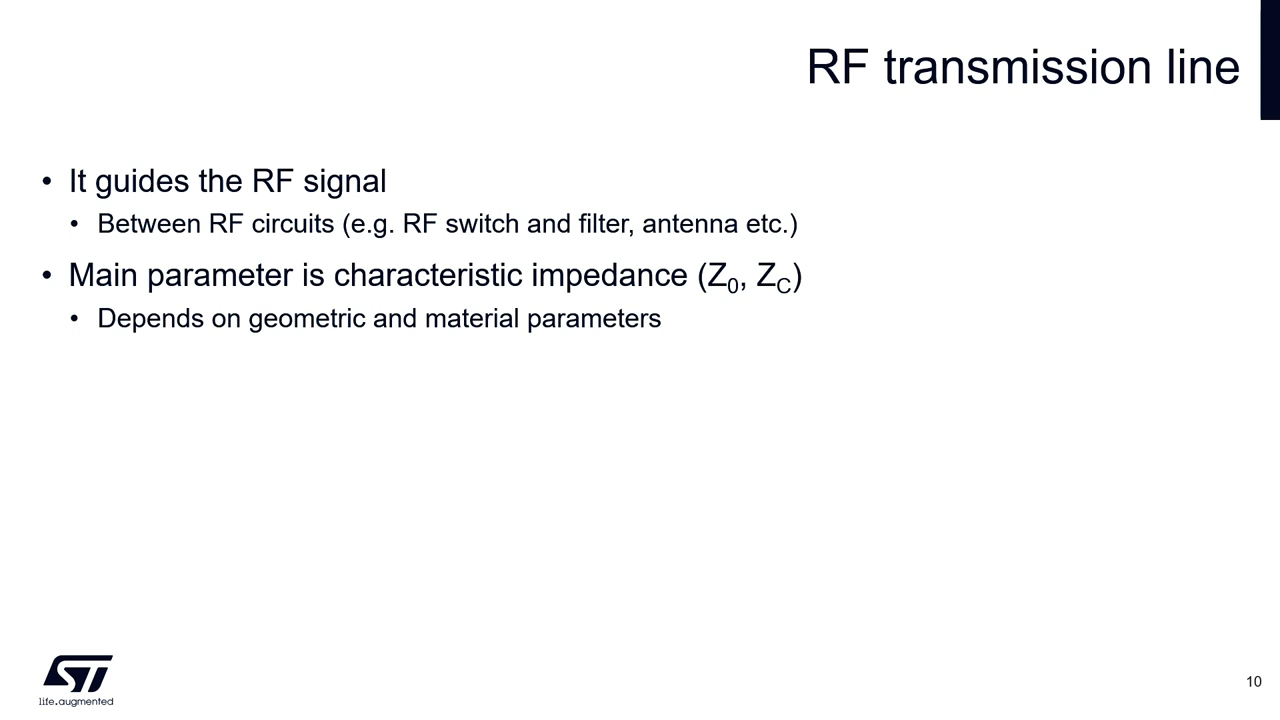 RF transmission line
• It guides the RF signal
• Between RF circuits (e.g. RF switch and filter, antenna etc.)
• Main parameter is characteristic impedance (Z0, ZC)
• Depends on geometric and material parameters
ST
life.augmented
10